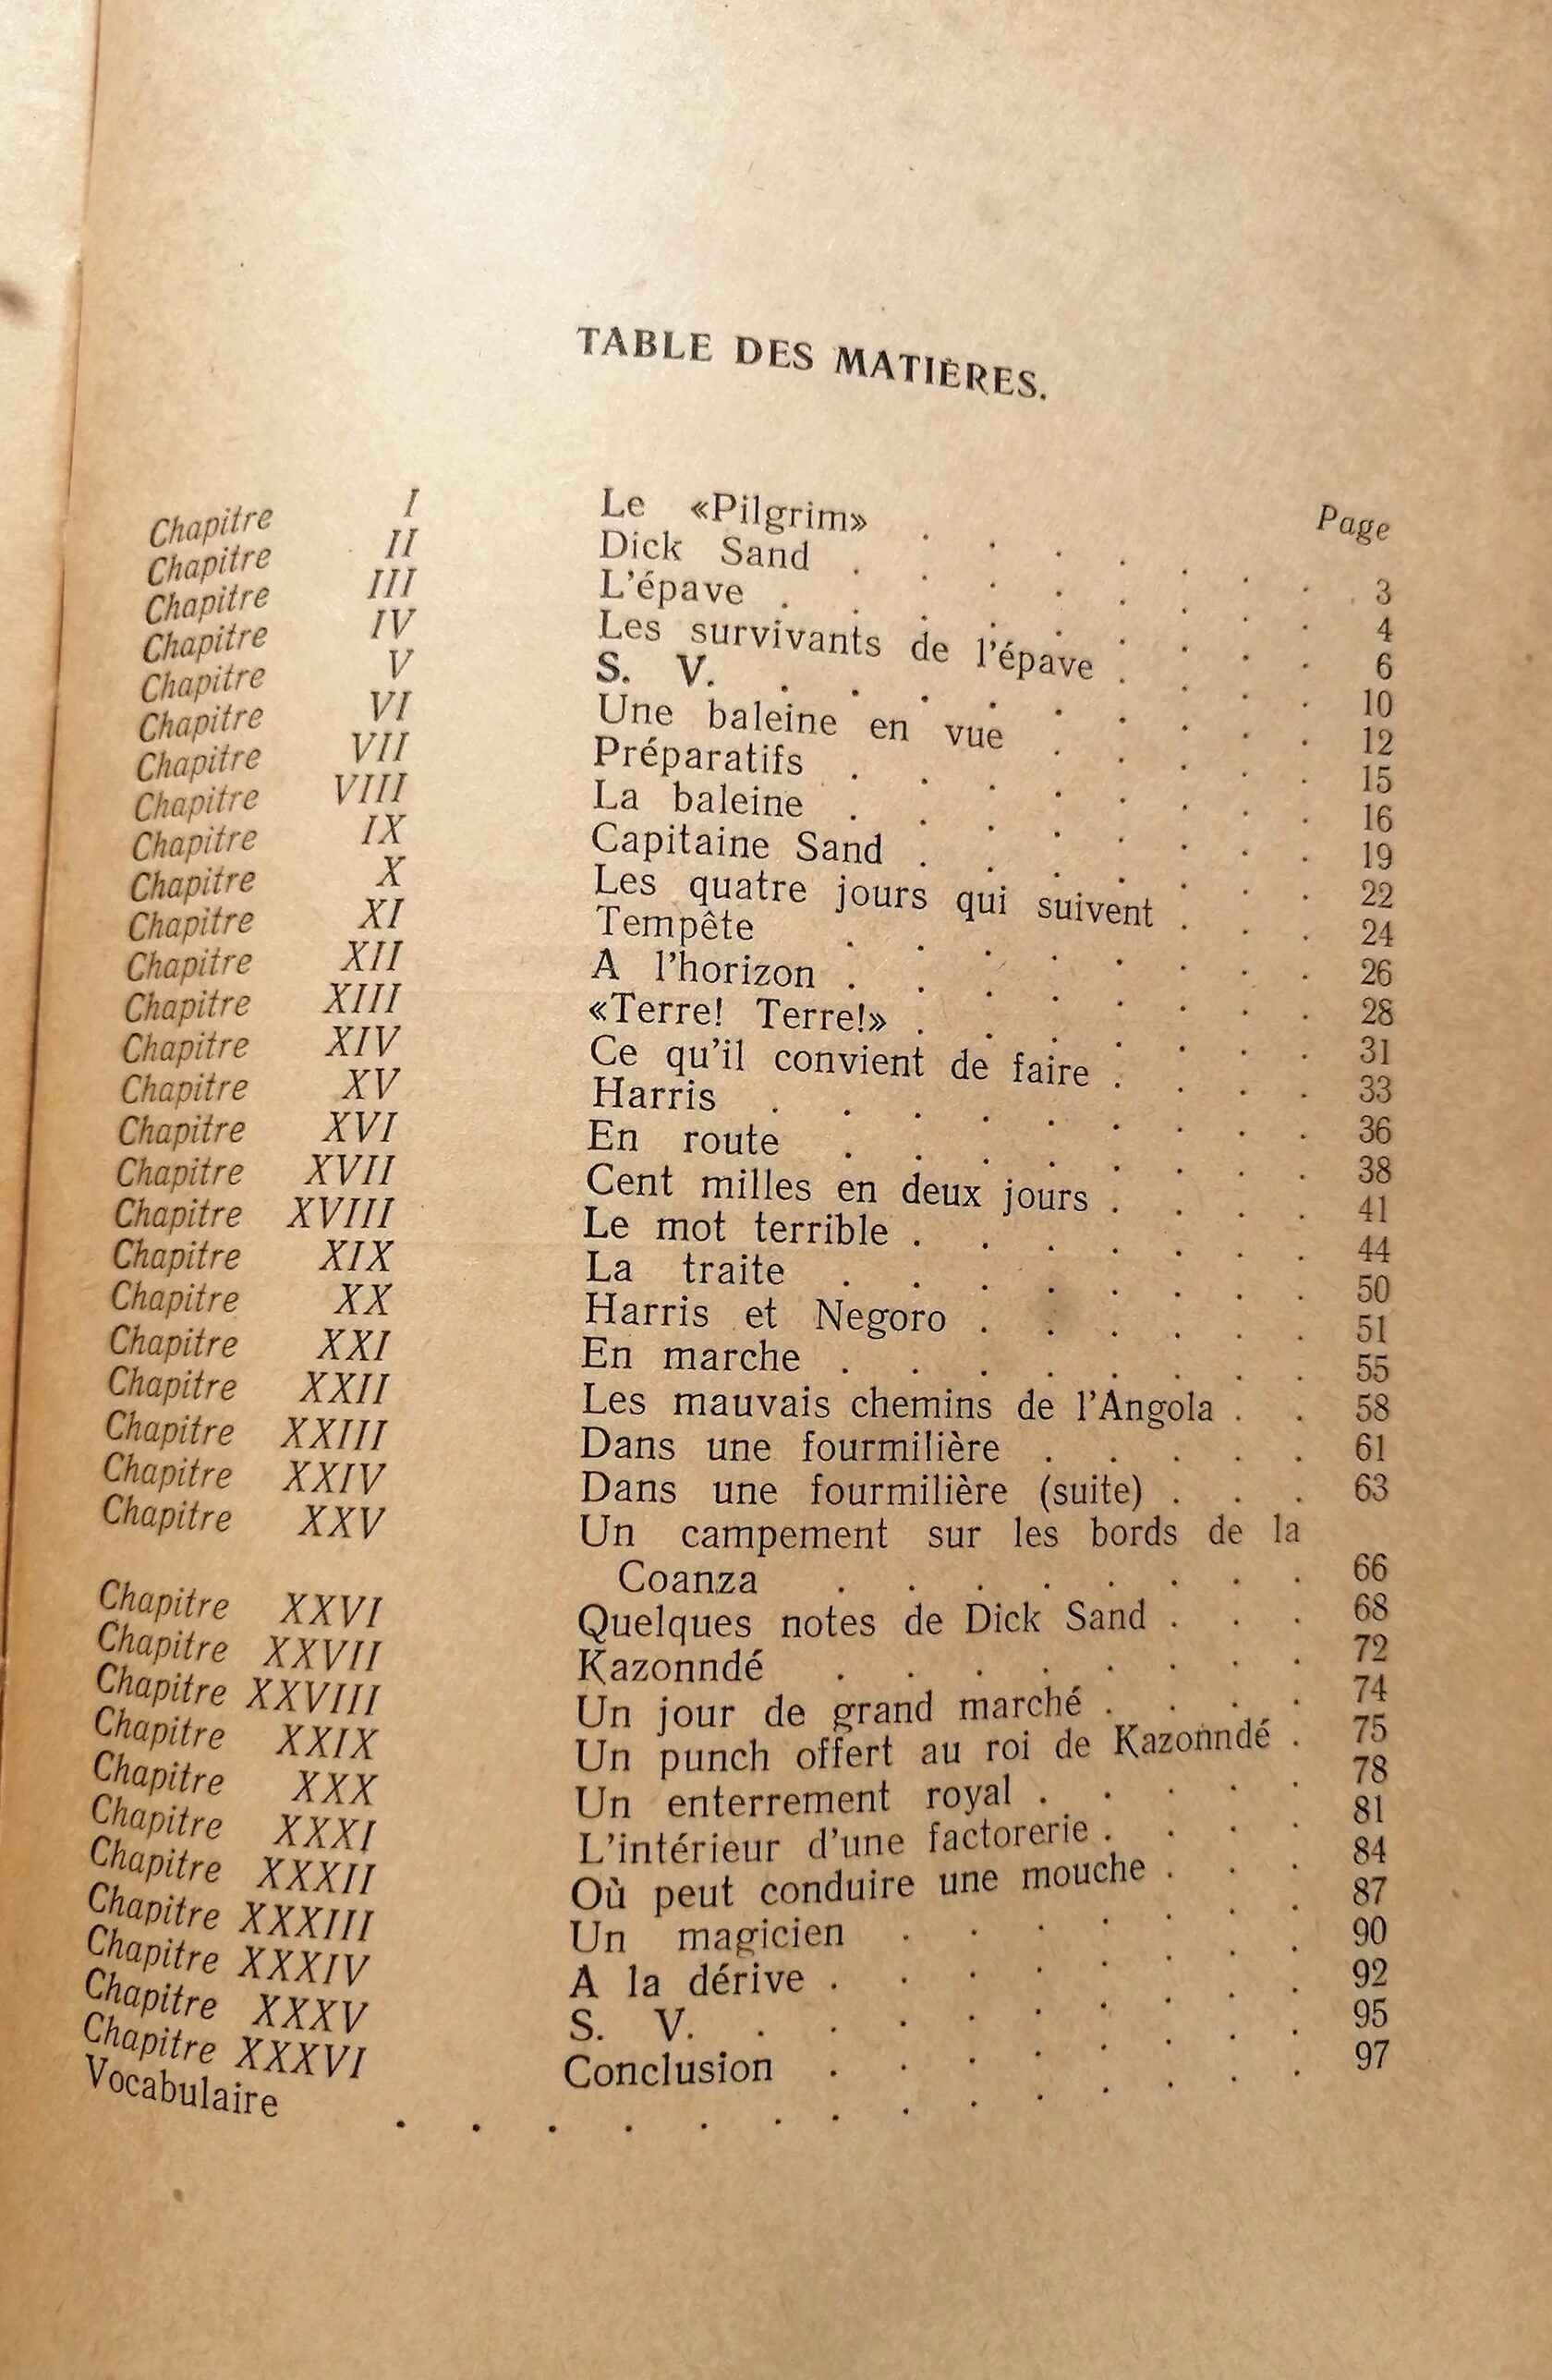 TABLE DES MATIÈRES.
Page
Chapitre I Le «Pilgrim» . . . . . . . 3
Chapitre II Dick Sand . . . . . . . . 4
Chapitre III L'épave . . . . . . . . . 6
Chapitre IV Les survivants de l'épave . . . . 10
Chapitre V S. V. . . . . . . . . . 12
Chapitre VI Une baleine en vue . . . . . 15
Chapitre VII Préparatifs . . . . . . . . 16
Chapitre VIII La baleine . . . . . . . . 19
Chapitre IX Capitaine Sand . . . . . . . 22
Chapitre X Les quatre jours qui suivent . . . 24
Chapitre XI Tempête . . . . . . . . 26
Chapitre XII A l'horizon . . . . . . . . 28
Chapitre XIII «Terre! Terre!» . . . . . . . 31
Chapitre XIV Ce qu'il convient de faire . . . . 33
Chapitre XV Harris . . . . . . . . . 36
Chapitre XVI En route . . . . . . . . 38
Chapitre XVII Cent milles en deux jours . . . . 41
Chapitre XVIII Le mot terrible . . . . . . . 44
Chapitre XIX La traite . . . . . . . . 50
Chapitre XX Harris et Negoro . . . . . . 51
Chapitre XXI En marche . . . . . . . . 55
Chapitre XXII Les mauvais chemins de l'Angola . . 58
Chapitre XXIII Dans une fourmilière . . . . . 61
Chapitre XXIV Dans une fourmilière (suite) . . . 63
Chapitre XXV Un campement sur les bords de la
Coanza . . . . . . . . 66
Chapitre XXVI Quelques notes de Dick Sand . . . 68
Chapitre XXVII Kazonndé . . . . . . . . 72
Chapitre XXVIII Un jour de grand marché . . . . 74
Chapitre XXIX Un punch offert au roi de Kazonndé . 75
Chapitre XXX Un enterrement royal . . . . . 78
Chapitre XXXI L'intérieur d'une factorerie . . . . 81
Chapitre XXXII Où peut conduire une mouche . . . 84
Chapitre XXXIII Un magicien . . . . . . . 87
Chapitre XXXIV A la dérive . . . . . . . . 90
Chapitre XXXV S. V. . . . . . . . . . 92
Chapitre XXXVI Conclusion . . . . . . . . 95
Vocabulaire . . . . . . . . . . . . . . 97